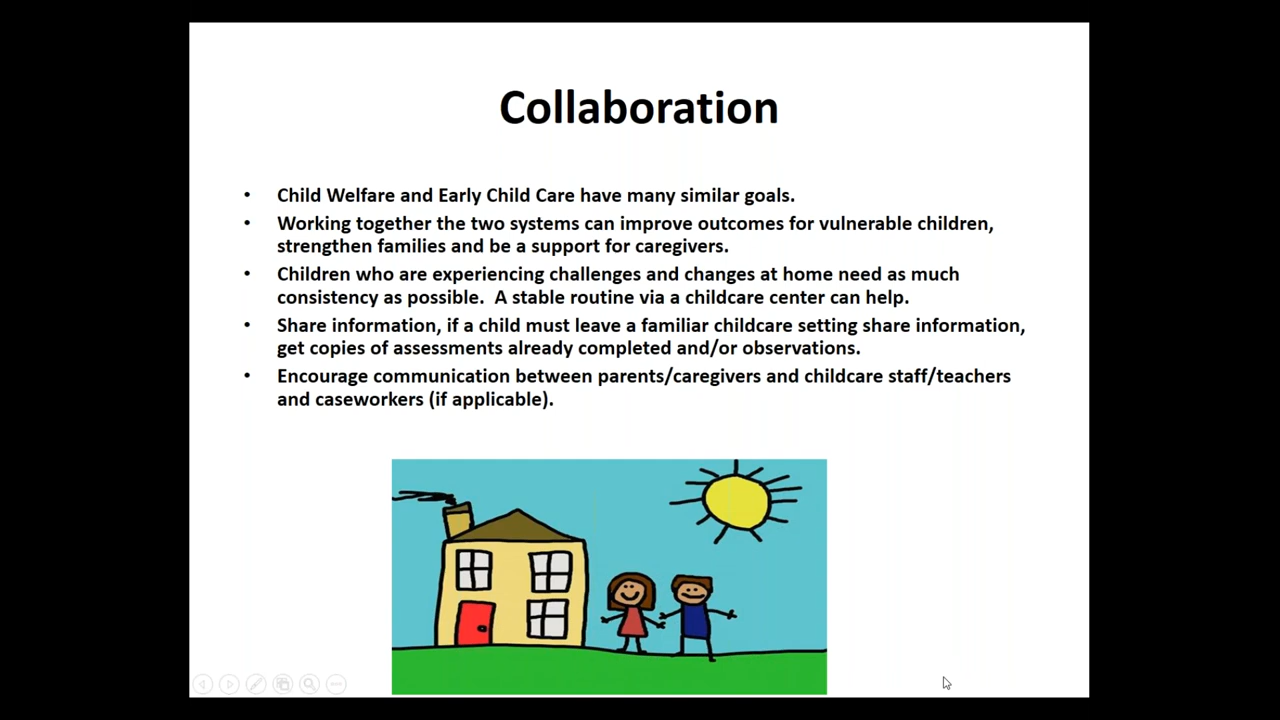 Collaboration
• Child Welfare and Early Child Care have many similar goals.
• Working together the two systems can improve outcomes for vulnerable children,
strengthen families and be a support for caregivers.
• Children who are experiencing challenges and changes at home need as much
consistency as possible.  A stable routine via a childcare center can help.
• Share information, if a child must leave a familiar childcare setting share information,
get copies of assessments already completed and/or observations.
• Encourage communication between parents/caregivers and childcare staff/teachers
and caseworkers (if applicable).